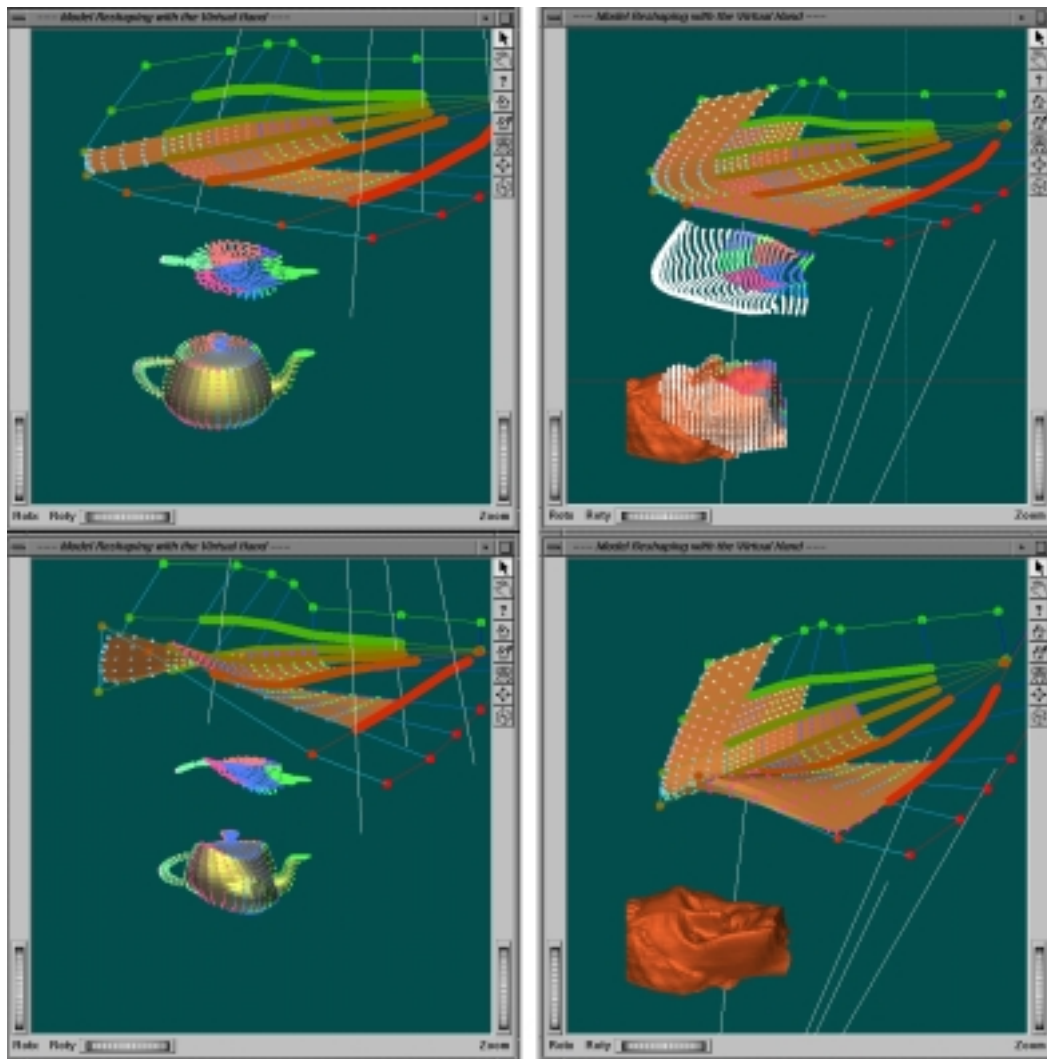 ---- Model Reshaping with the Virtual Hand ----
---- Model Reshaping with the Virtual Hand ----
?
?
Rotx Roty Zoom
Rotx Roty Zoom
---- Model Reshaping with the Virtual Hand ----
---- Model Reshaping with the Virtual Hand ----
?
?
Rotx Roty Zoom
Rotx Roty Zoom